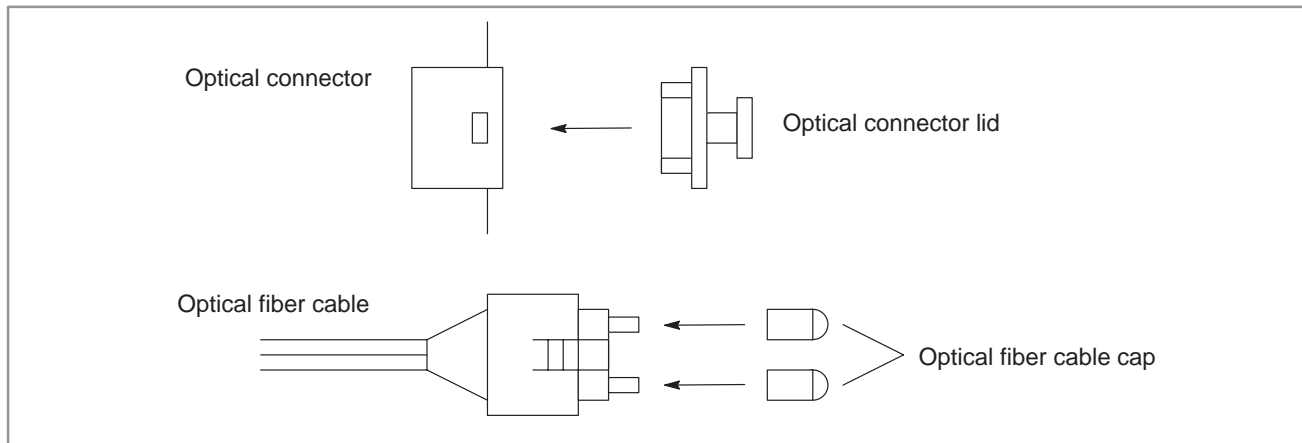 Optical connector
Optical connector lid
Optical fiber cable
Optical fiber cable cap